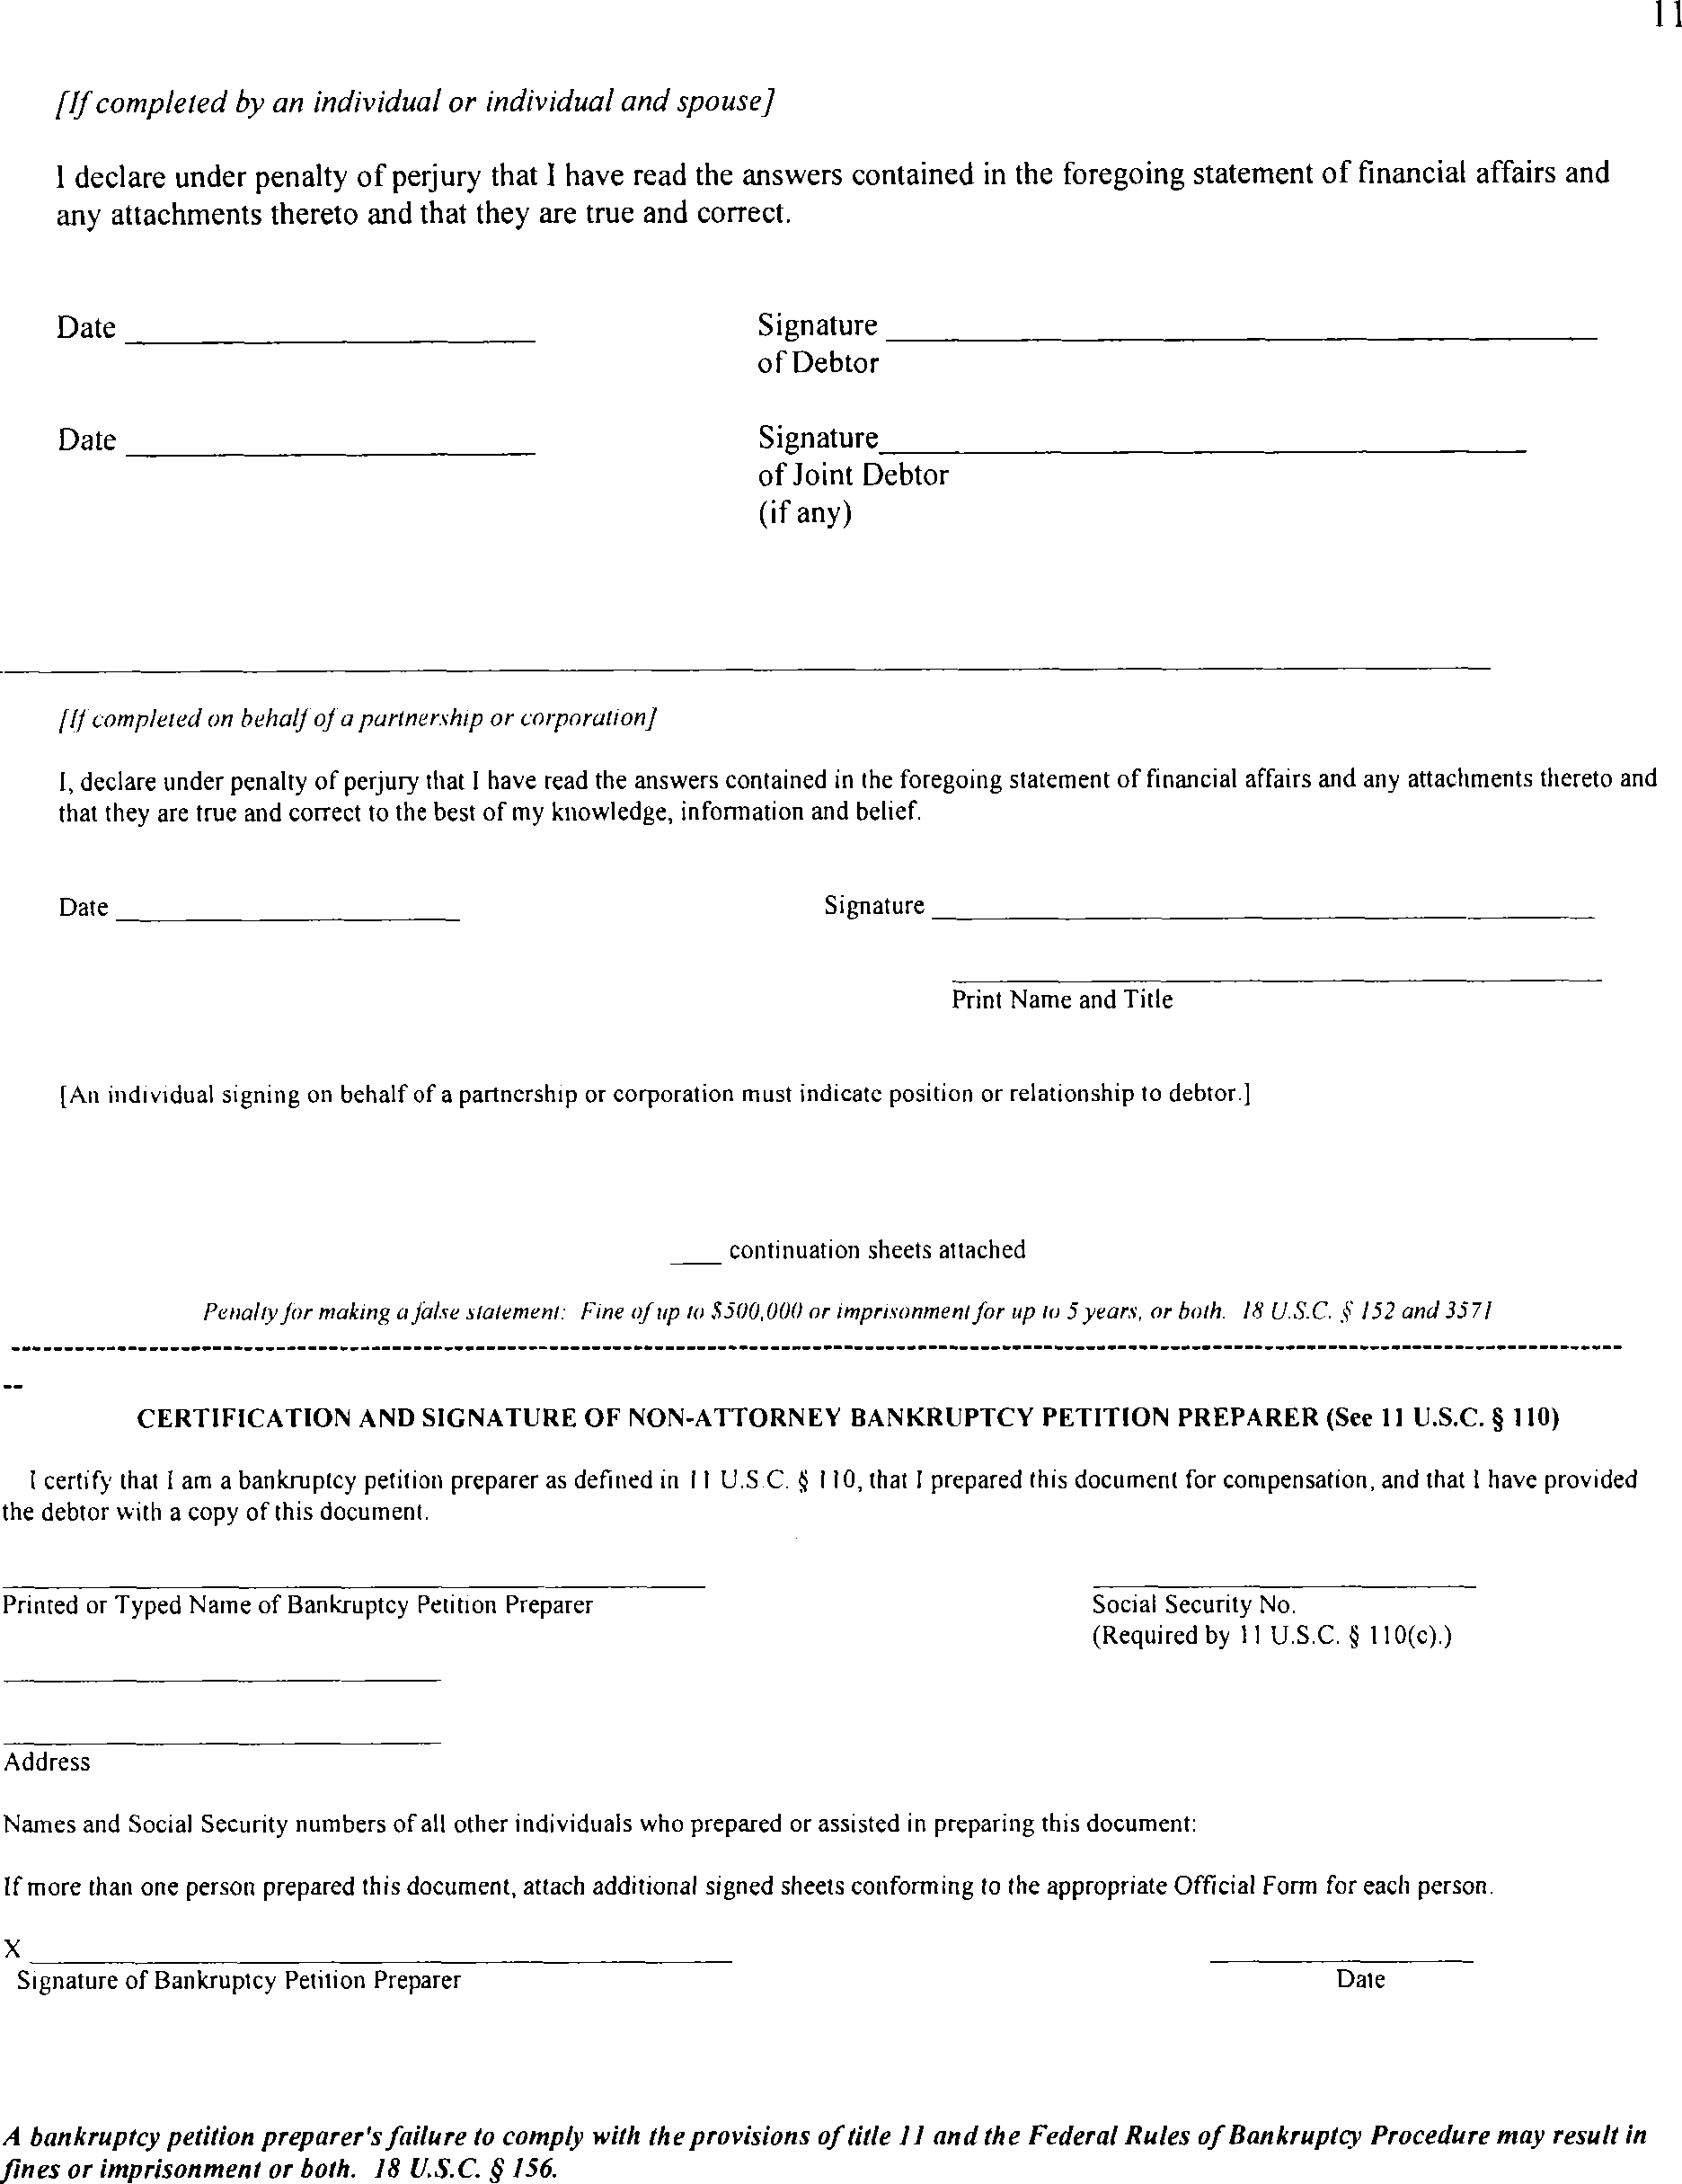 11
[If completed by an individual or individual and spouse]
I declare under penalty of perjury that I have read the answers contained in the foregoing statement of financial affairs and
any attachments thereto and that they are true and correct.
Date Signature
of Debtor
Date Signature
of Joint Debtor
(if any)
[If completed on behalf of a partnership or corporation]
I, declare under penalty of perjury that I have read the answers contained in the foregoing statement of financial affairs and any attachments thereto and
that they are true and correct to the best of my knowledge, information and belief.
Date Signature
Print Name and Title
[An individual signing on behalf of a partnership or corporation must indicate position or relationship to debtor.]
continuation sheets attached
Penalty for making a false statement: Fine of up to $500,000 or imprisonment for up to 5 years, or both. 18 U.S.C. § 152 and 3571
--
CERTIFICATION AND SIGNATURE OF NON-ATTORNEY BANKRUPTCY PETITION PREPARER (See 11 U.S.C. § 110)
I certify that I am a bankruptcy petition preparer as defined in 11 U.S.C. § 110, that I prepared this document for compensation, and that I have provided
the debtor with a copy of this document.
Printed or Typed Name of Bankruptcy Petition Preparer Social Security No.
(Required by 11 U.S.C. § 110(c).)
Address
Names and Social Security numbers of all other individuals who prepared or assisted in preparing this document:
If more than one person prepared this document, attach additional signed sheets conforming to the appropriate Official Form for each person.
X
Signature of Bankruptcy Petition Preparer Date
A bankruptcy petition preparer's failure to comply with the provisions of title 11 and the Federal Rules of Bankruptcy Procedure may result in
fines or imprisonment or both. 18 U.S.C. § 156.